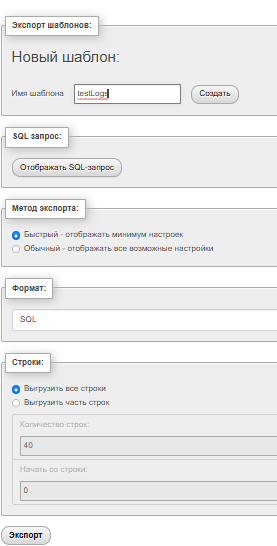 Экспорт шаблонов:
Новый шаблон:
Имя шаблона testLogs Создать
SQL запрос:
Отображать SQL-запрос
Метод экспорта:
Быстрый - отображать минимум настроек
Обычный - отображать все возможные настройки
Формат:
SQL
Строки:
Выгрузить все строки
Выгрузить часть строк
Количество строк:
40
Начать со строки:
0
Экспорт